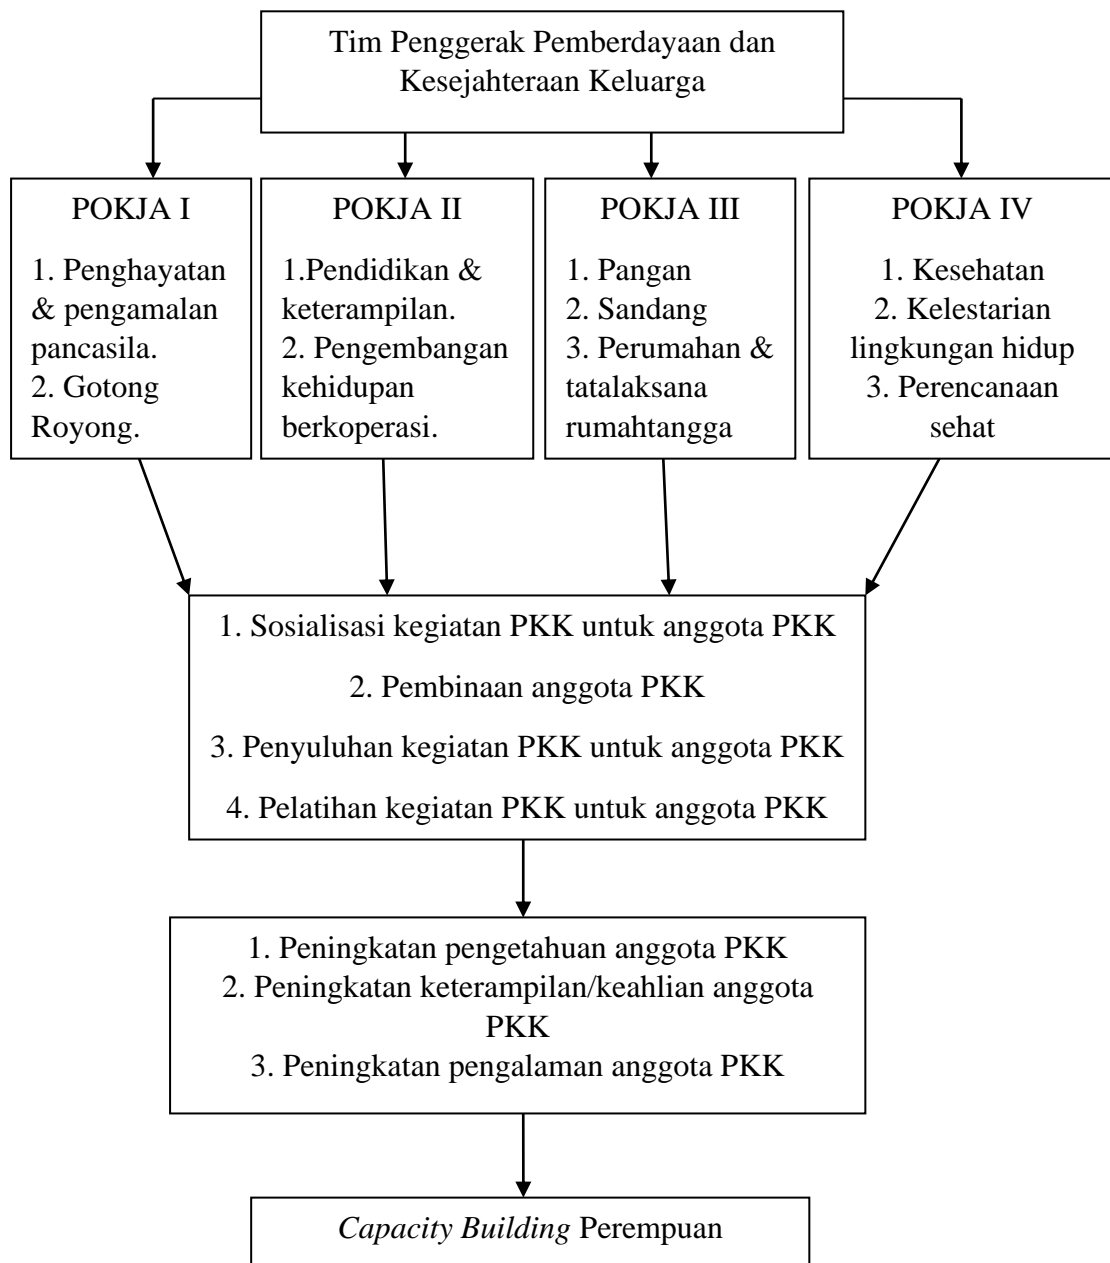 Tim Penggerak Pemberdayaan dan
Kesejahteraan Keluarga
POKJA I
1. Penghayatan
& pengamalan
pancasila.
2. Gotong
Royong.
POKJA II
1.Pendidikan &
keterampilan.
2. Pengembangan
kehidupan
berkoperasi.
POKJA III
1. Pangan
2. Sandang
3. Perumahan &
tatalaksana
rumahtangga
POKJA IV
1. Kesehatan
2. Kelestarian
lingkungan hidup
3. Perencanaan
sehat
1. Sosialisasi kegiatan PKK untuk anggota PKK
2. Pembinaan anggota PKK
3. Penyuluhan kegiatan PKK untuk anggota PKK
4. Pelatihan kegiatan PKK untuk anggota PKK
1. Peningkatan pengetahuan anggota PKK
2. Peningkatan keterampilan/keahlian anggota
PKK
3. Peningkatan pengalaman anggota PKK
Capacity Building Perempuan